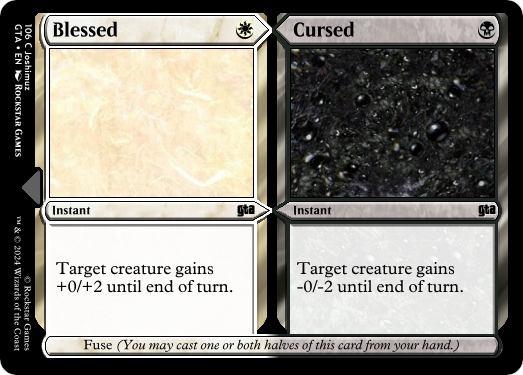 Blessed
Instant
gta
Target creature gains
+0/+2 until end of turn.
Cursed
Instant
gta
Target creature gains
-0/-2 until end of turn.
Fuse (You may cast one or both halves of this card from your hand.)
106 C Joshimuz
GTA • EN Rockstar Games
™ & © 2024 Wizards of the Coast
© Rockstar Games